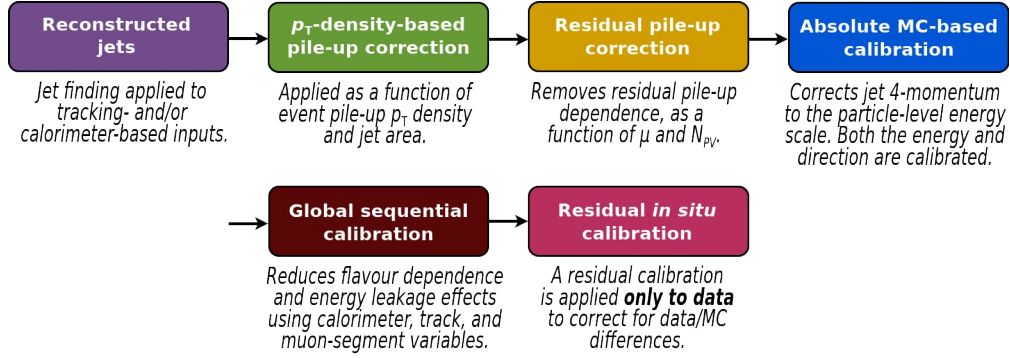 Reconstructed
jets
Jet finding applied to
tracking- and/or
calorimeter-based inputs.
pT-density-based
pile-up correction
Applied as a function of
event pile-up pT density
and jet area.
Residual pile-up
correction
Removes residual pile-up
dependence, as a
function of μ and NPV.
Absolute MC-based
calibration
Corrects jet 4-momentum
to the particle-level energy
scale. Both the energy and
direction are calibrated.
Global sequential
calibration
Reduces flavour dependence
and energy leakage effects
using calorimeter, track, and
muon-segment variables.
Residual in situ
calibration
A residual calibration
is applied only to data
to correct for data/MC
differences.